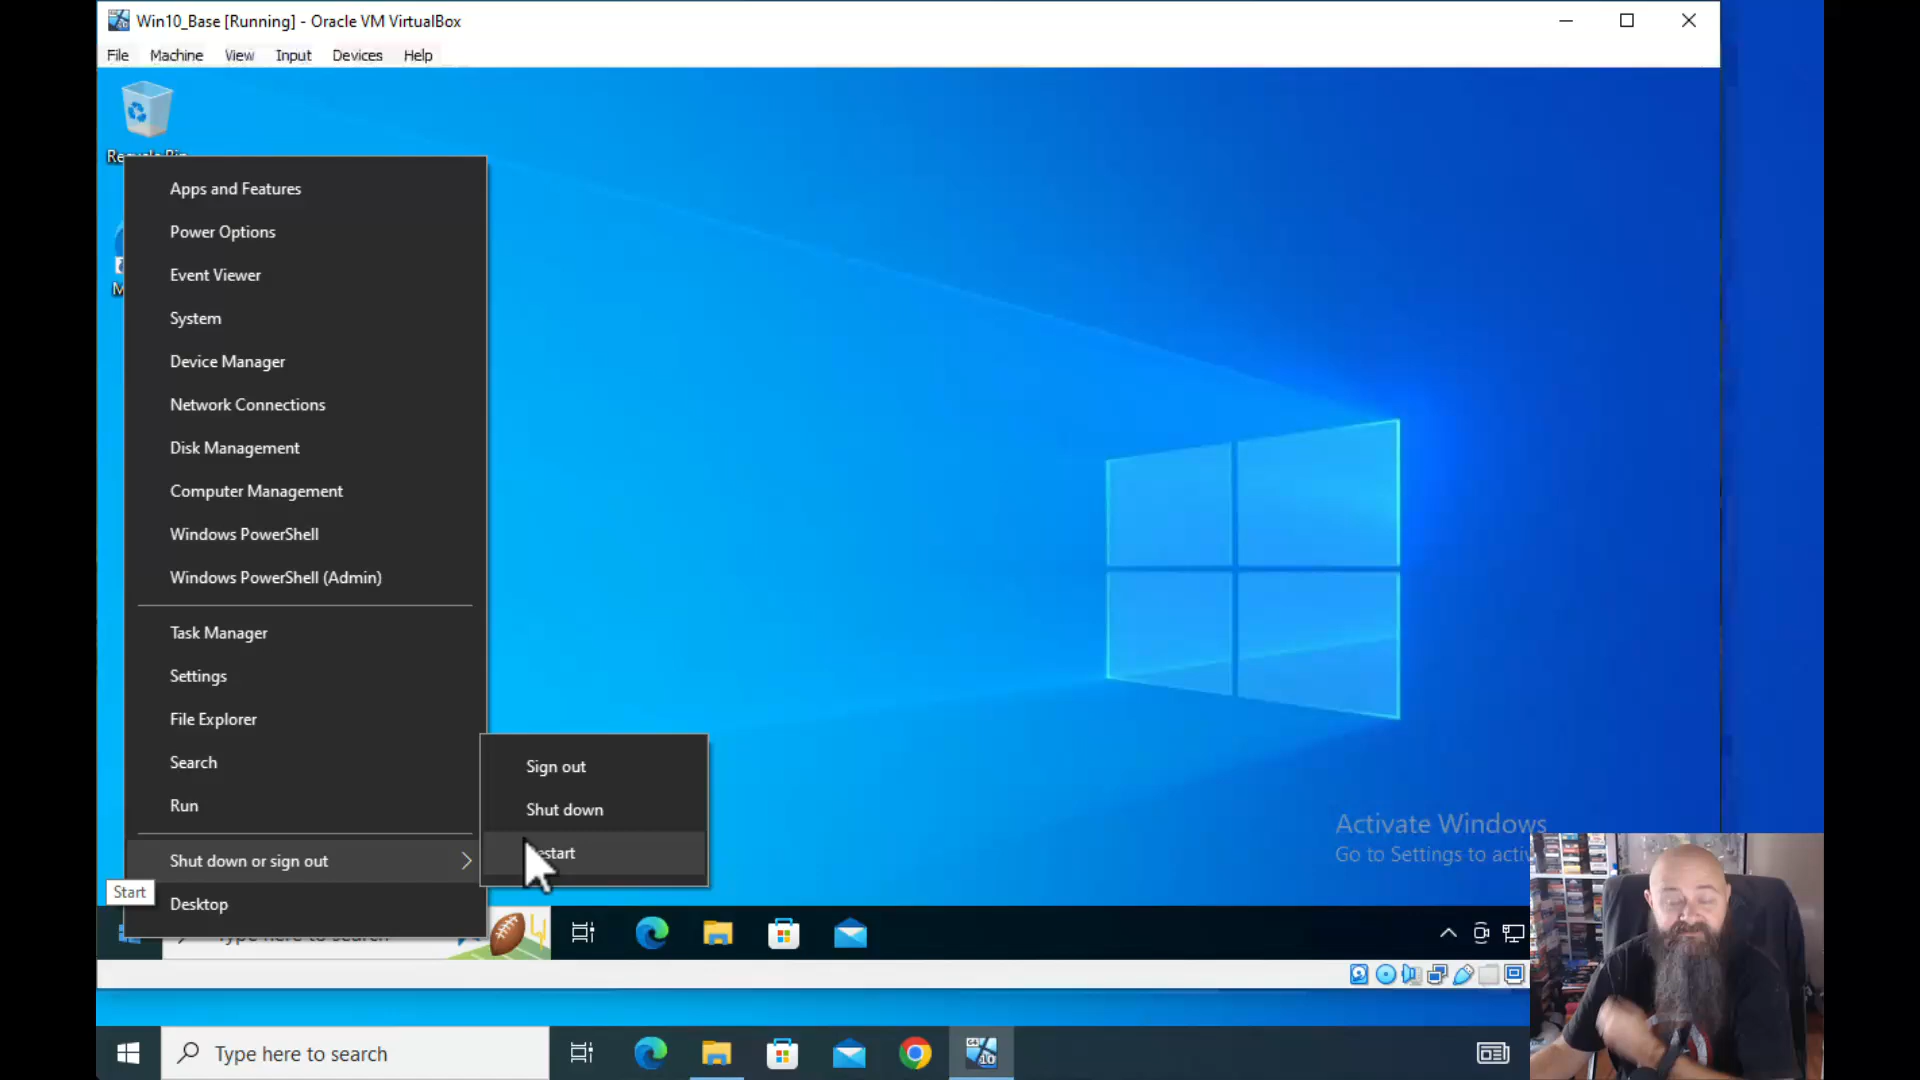 Win10_Base [Running] - Oracle VM VirtualBox
File Machine View Input Devices Help
Apps and Features
Power Options
Event Viewer
System
Device Manager
Network Connections
Disk Management
Computer Management
Windows PowerShell
Windows PowerShell (Admin)
Task Manager
Settings
File Explorer
Search
Run
Shut down or sign out
Desktop
Start
Sign out
Shut down
estart
Activate Windows
Go to Settings to
Type here to search